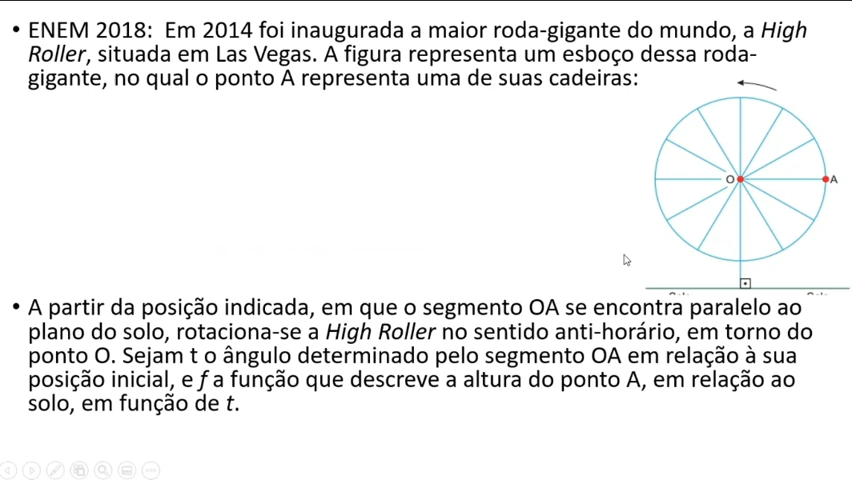 • ENEM 2018: Em 2014 foi inaugurada a maior roda-gigante do mundo, a High
Roller, situada em Las Vegas. A figura representa um esboço dessa roda-
gigante, no qual o ponto A representa uma de suas cadeiras:
O
A
• A partir da posição indicada, em que o segmento OA se encontra paralelo ao
plano do solo, rotaciona-se a High Roller no sentido anti-horário, em torno do
ponto O. Sejam t o ângulo determinado pelo segmento OA em relação à sua
posição inicial, e f a função que descreve a altura do ponto A, em relação ao
solo, em função de t.